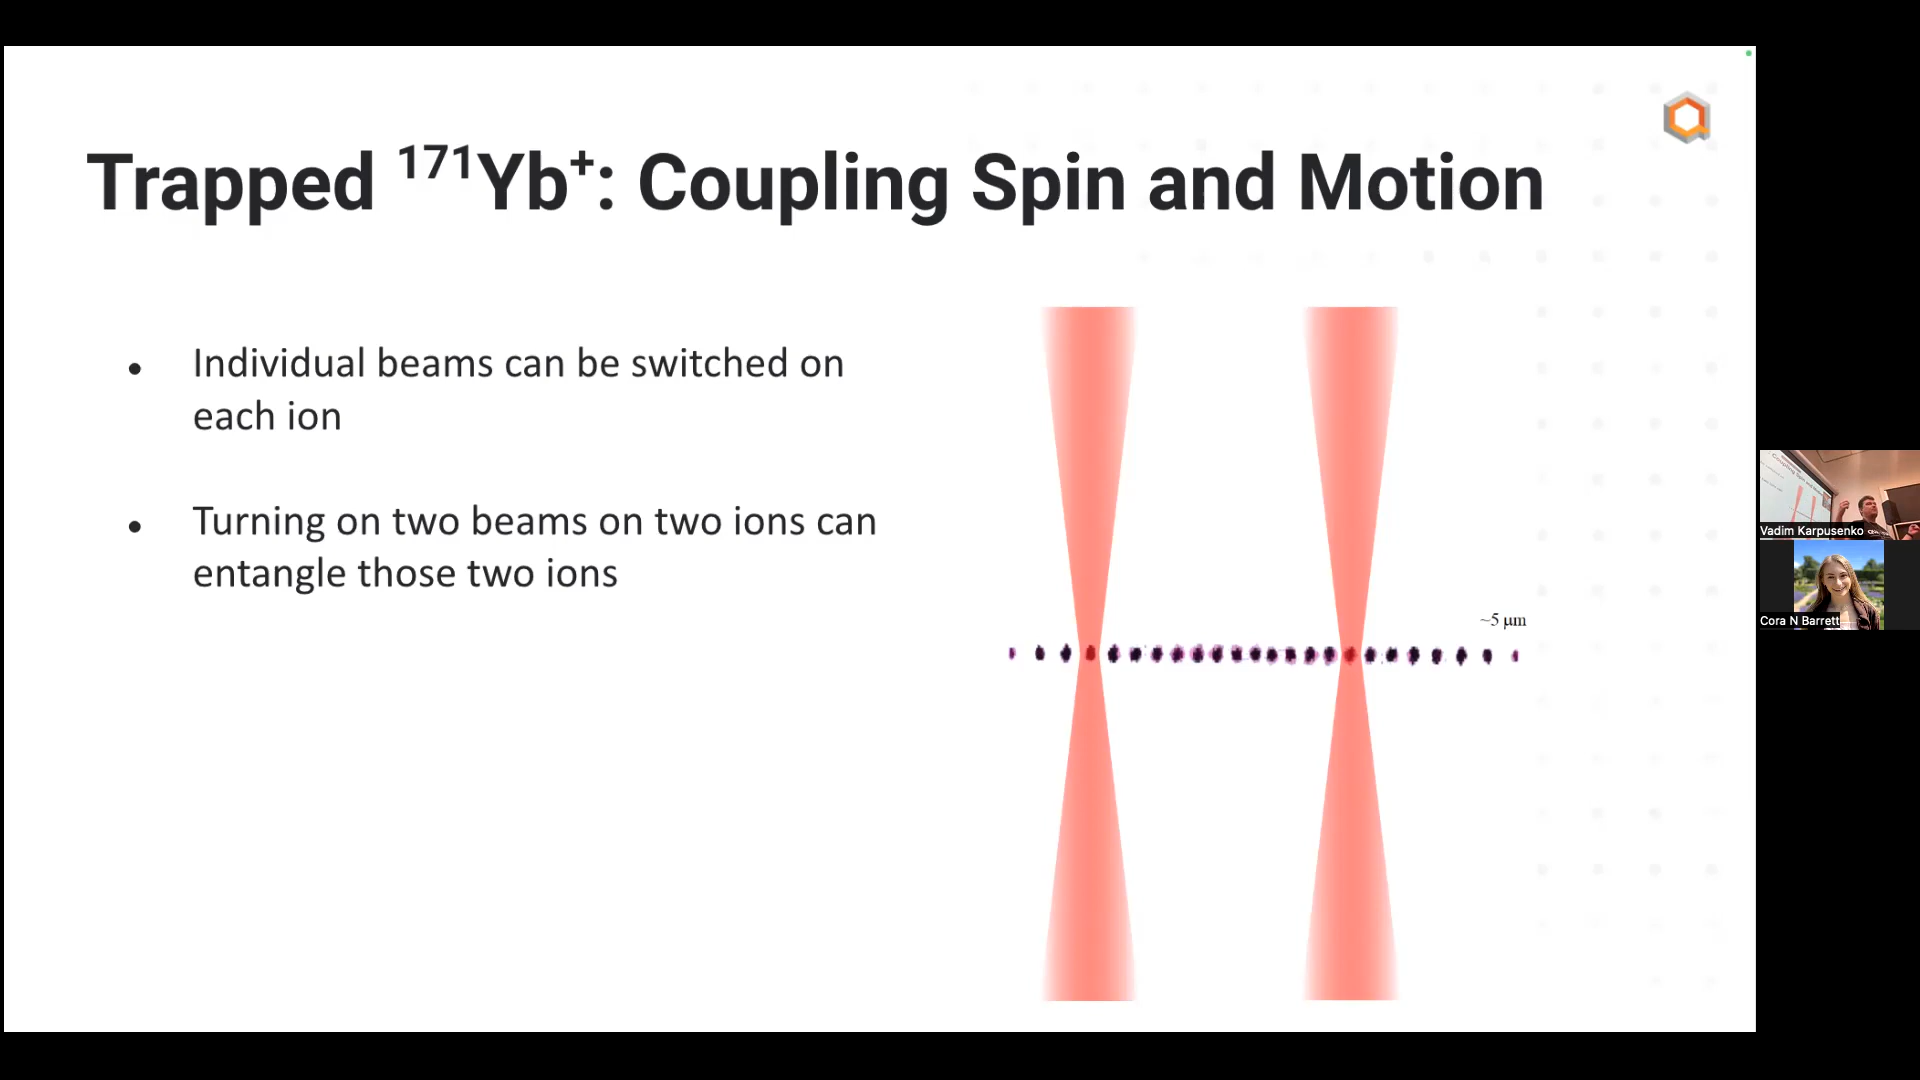 Trapped ¹⁷¹Yb⁺: Coupling Spin and Motion
• Individual beams can be switched on
each ion
• Turning on two beams on two ions can
entangle those two ions
~5 μm
Vadim Karpusenko
Cora N Barrett